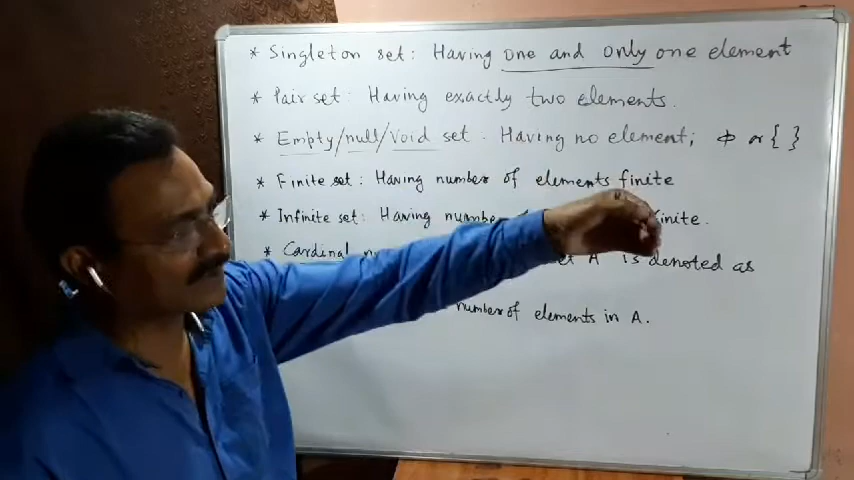 * Singleton set: Having one and only one element
* Pair set: Having exactly two elements.
* Empty/null/void set. Having no element; ϕ or { }
* Finite set: Having number of elements finite
* Infinite set: Having number finite.
* Cardinal set A is denoted as
number of elements in A.